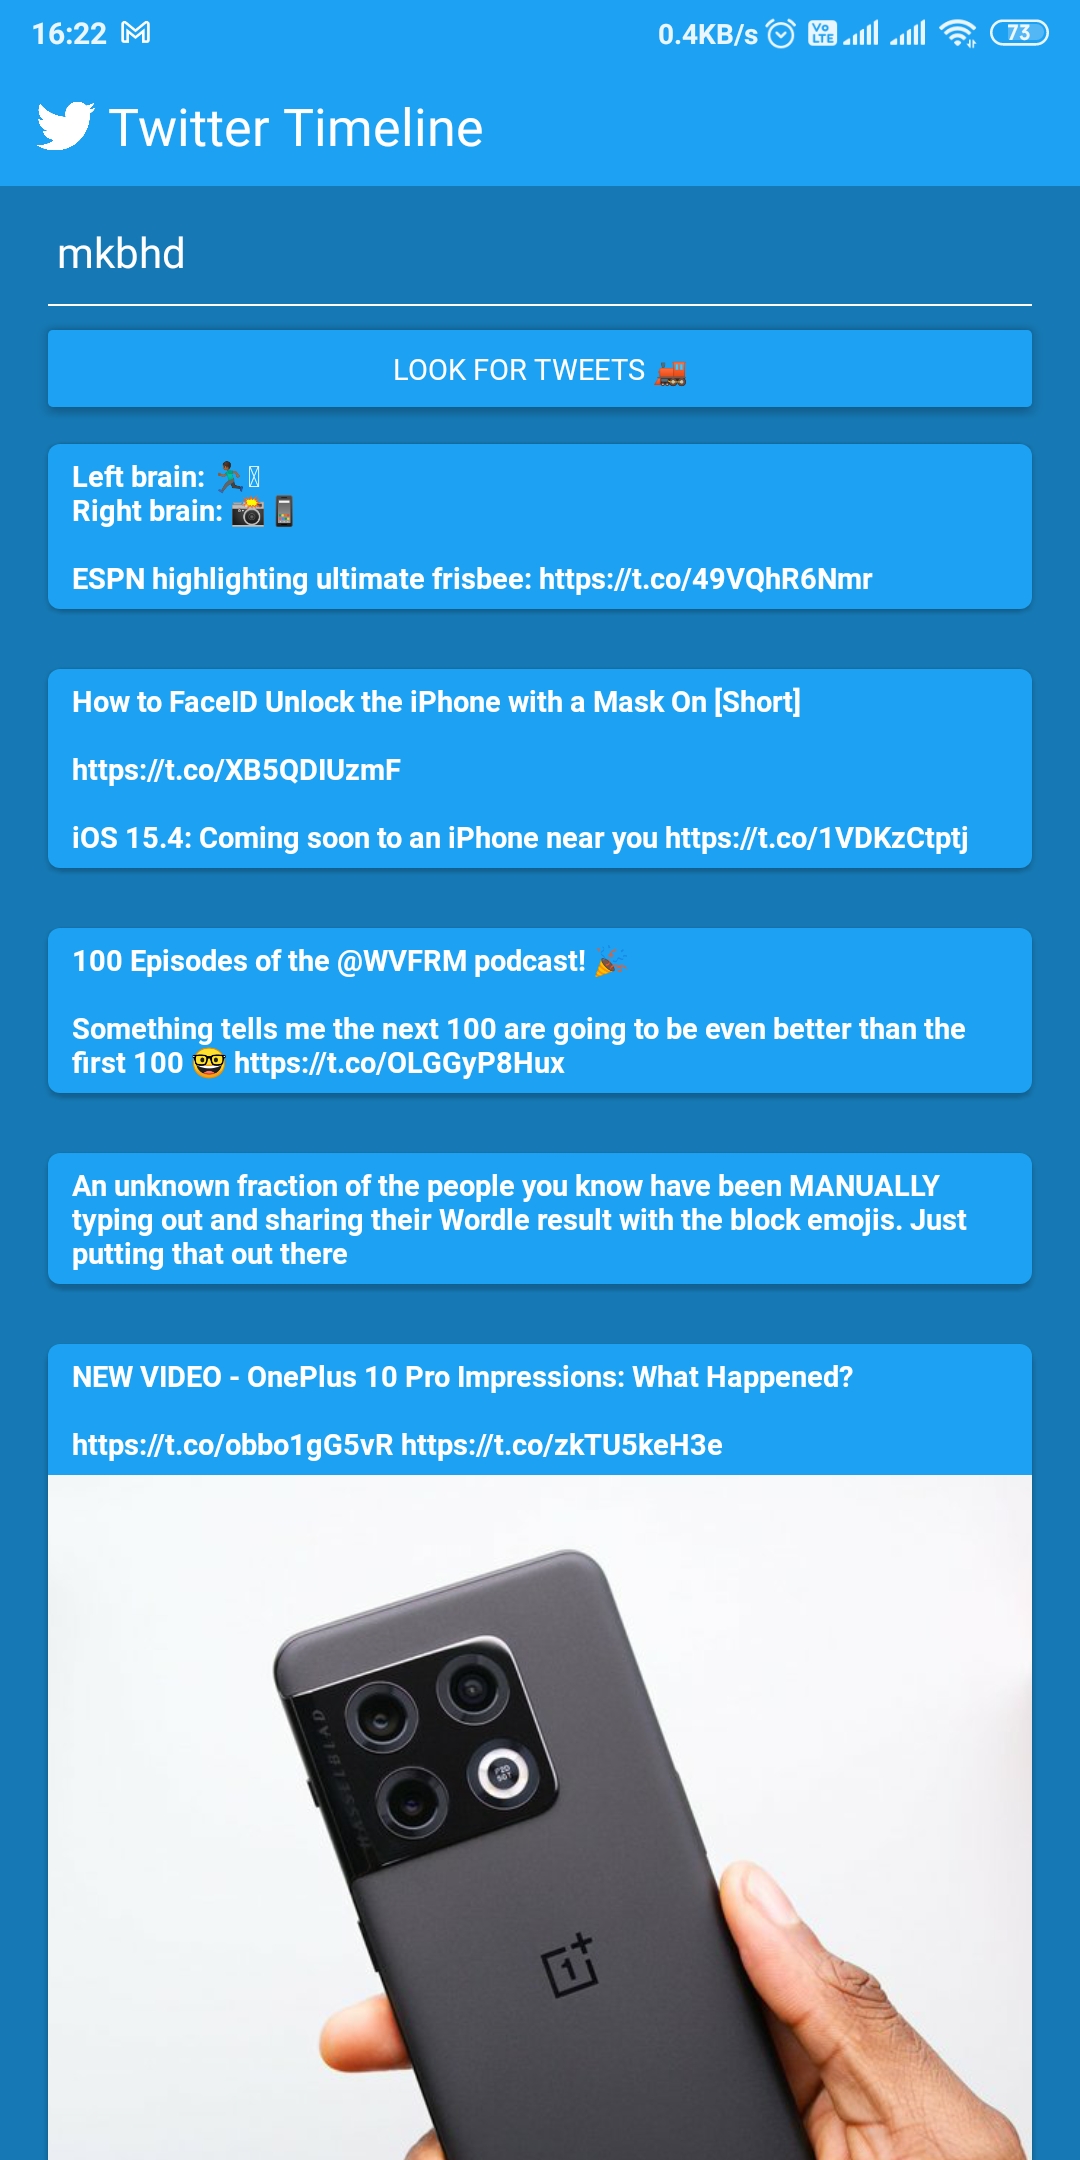 16:22 0.4KB/s Vo LTE 73
Twitter Timeline
mkbhd
LOOK FOR TWEETS 🚂
Left brain: 🏃🏾‍♂️
Right brain: 📸📱
ESPN highlighting ultimate frisbee: https://t.co/49VQhR6Nmr
How to FaceID Unlock the iPhone with a Mask On [Short]
https://t.co/XB5QDIUzmF
iOS 15.4: Coming soon to an iPhone near you https://t.co/1VDKzCtptj
100 Episodes of the @WVFRM podcast! 🎉
Something tells me the next 100 are going to be even better than the
first 100 🤓 https://t.co/OLGGyP8Hux
An unknown fraction of the people you know have been MANUALLY
typing out and sharing their Wordle result with the block emojis. Just
putting that out there
NEW VIDEO - OnePlus 10 Pro Impressions: What Happened?
https://t.co/obbo1gG5vR https://t.co/zkTU5keH3e
HASSELBLAD
P2D
50T
1+